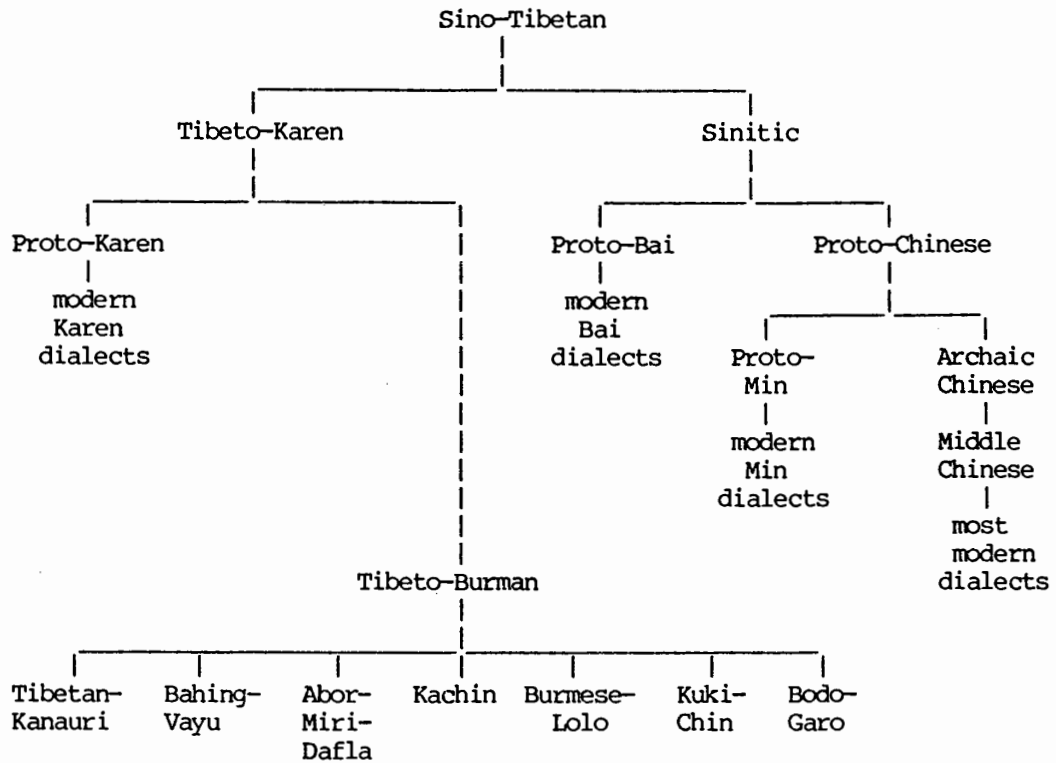 Sino-Tibetan
Tibeto-Karen Sinitic
Proto-Karen Proto-Bai Proto-Chinese
modern
Karen
dialects
modern
Bai
dialects
Proto-
Min
Archaic
Chinese
modern
Min
dialects
Middle
Chinese
most
modern
dialects
Tibeto-Burman
Tibetan-
Kanauri
Bahing-
Vayu
Abor-
Miri-
Dafla
Kachin
Burmese-
Lolo
Kuki-
Chin
Bodo-
Garo